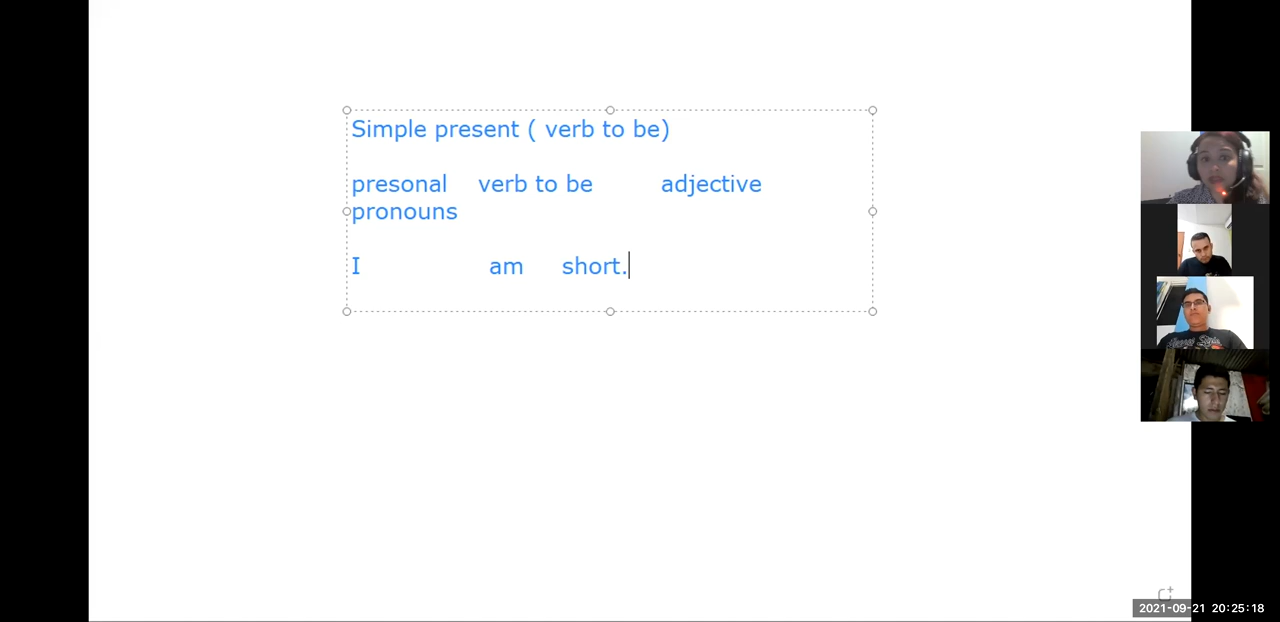 Simple present ( verb to be)
presonal verb to be adjective
pronouns
I am short.
2021-09-21 20:25:18